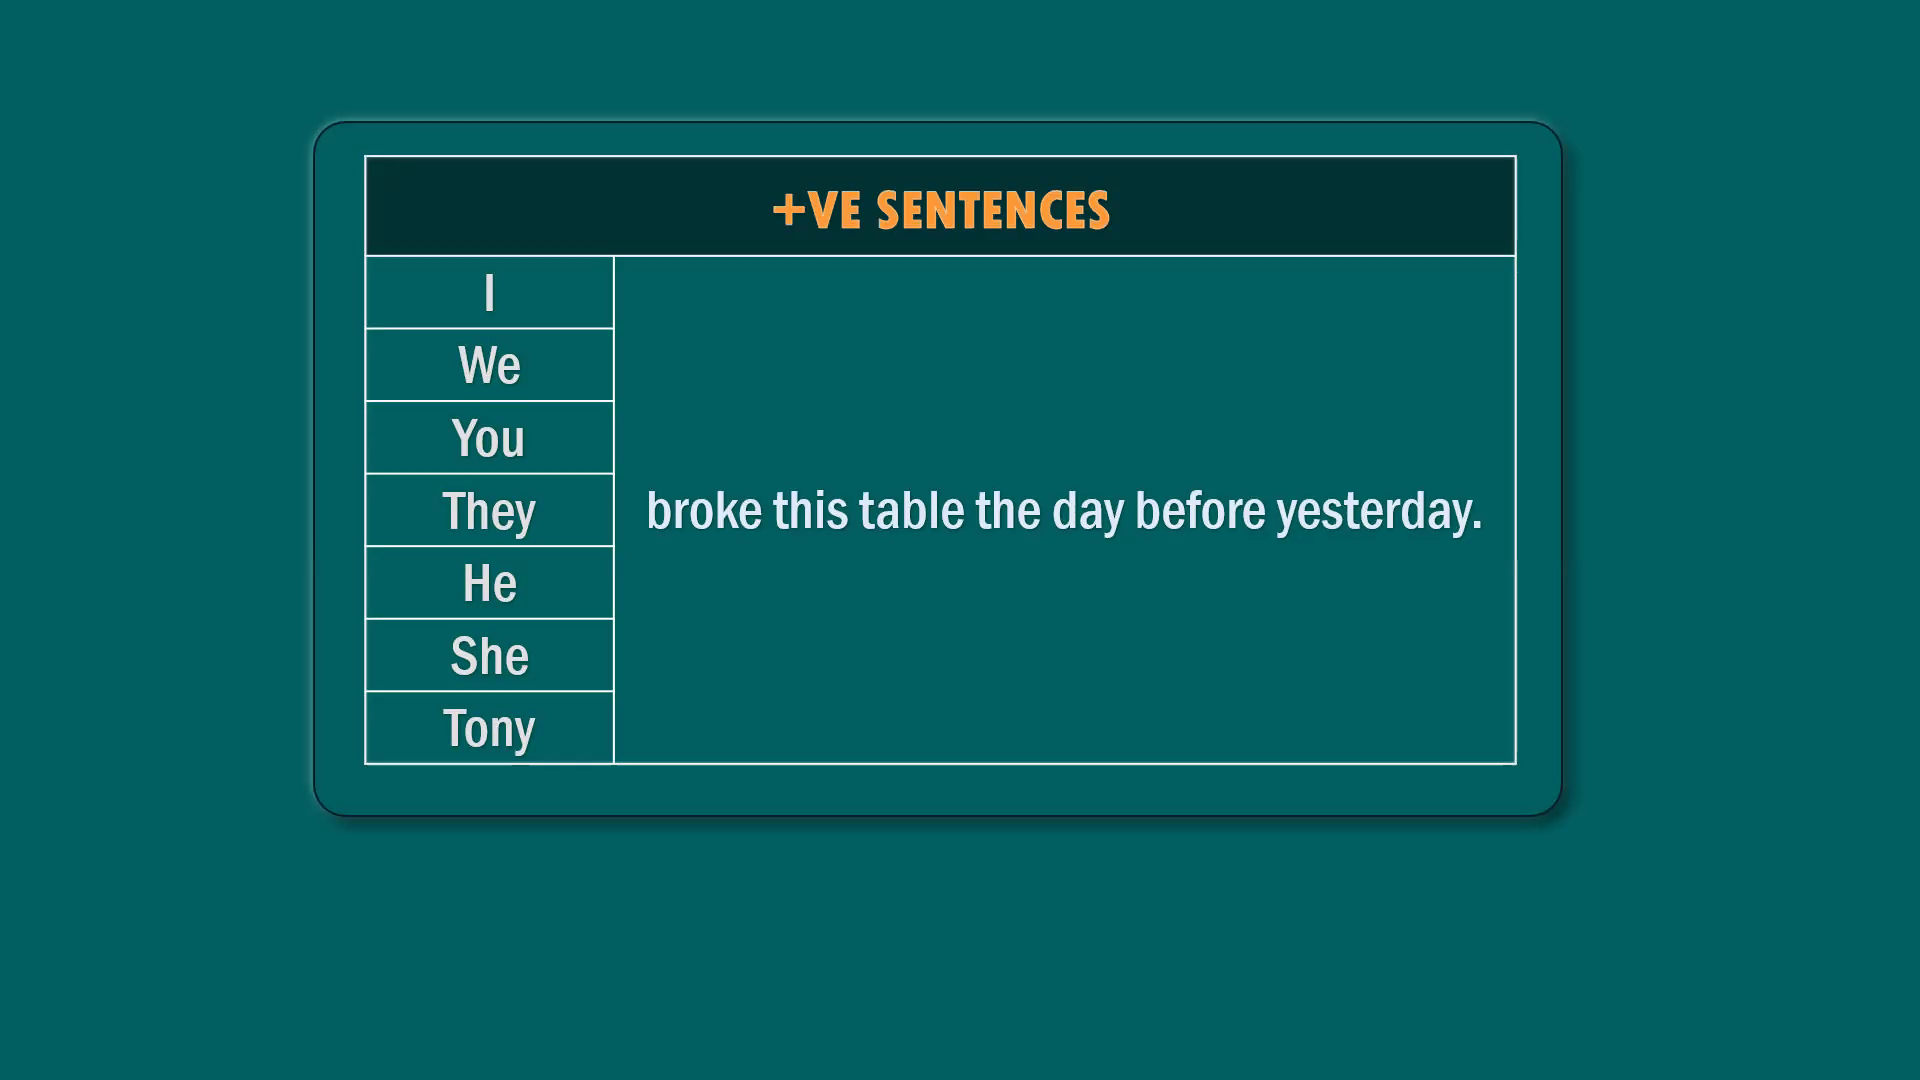 +VE SENTENCES
I
We
You
They
broke this table the day before yesterday.
He
She
Tony